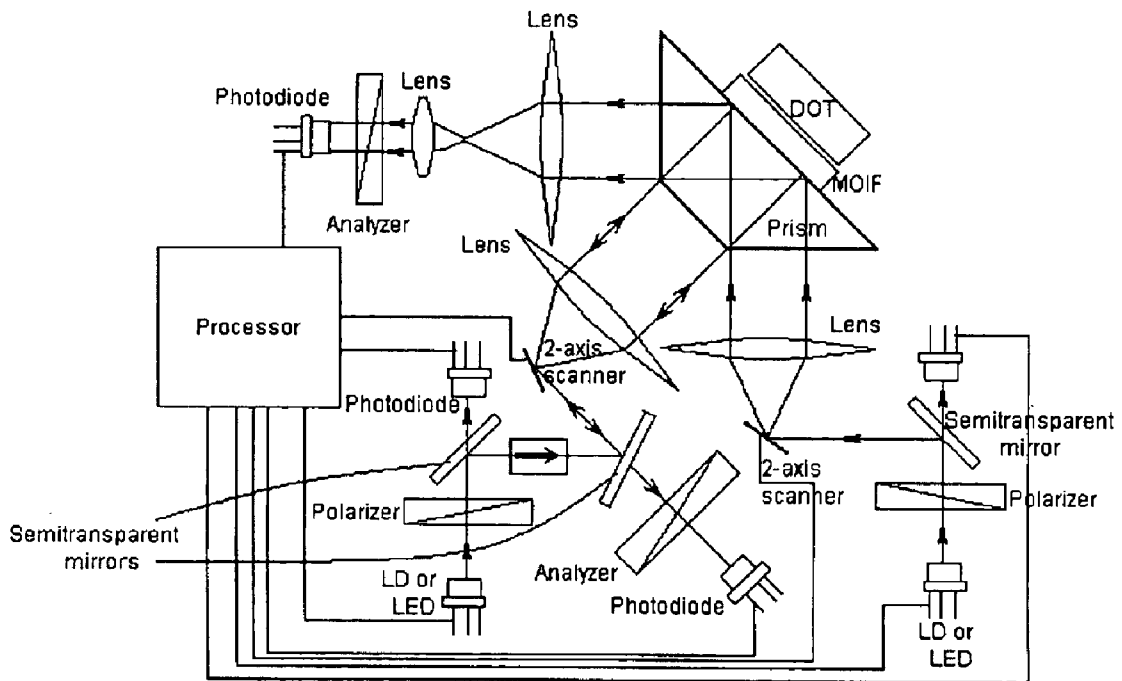 Lens
Lens
Photodiode
DOT
MOIF
Analyzer
Prism
Lens
Processor
Lens
2-axis
scanner
Photodiode
Semitransparent
mirror
2-axis
scanner
Polarizer
Polarizer
Semitransparent
mirrors
Analyzer
LD or
LED
Photodiode
LD or
LED